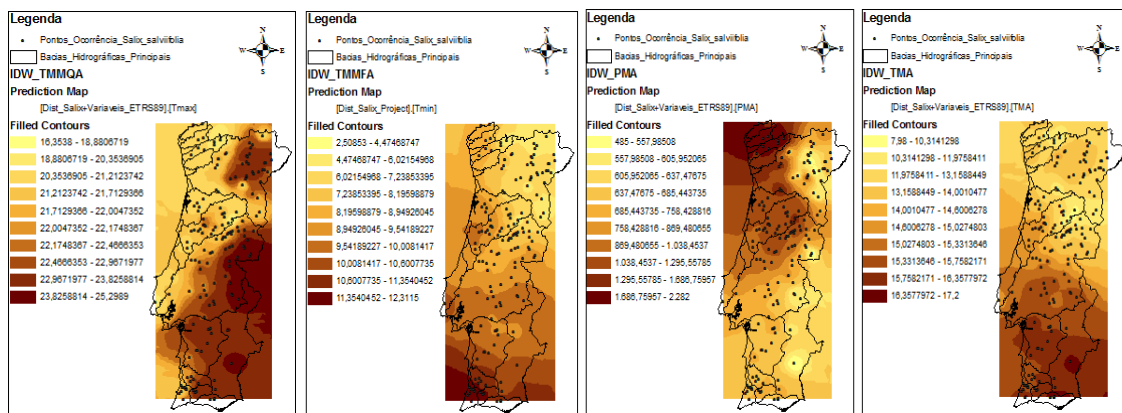 Legenda
N
W
E
S
Pontos_Ocorrência_Salix_salviifolia
Bacias_Hidrográficas_Principais
IDW_TMMQA
Prediction Map
[Dist_Salix+Variaveis_ETRS89].[Tmax]
Filled Contours
16,3538 - 18,8806719
18,8806719 - 20,3536905
20,3536905 - 21,2123742
21,2123742 - 21,7129366
21,7129366 - 22,0047352
22,0047352 - 22,1748367
22,1748367 - 22,4666353
22,4666353 - 22,9671977
22,9671977 - 23,8258814
23,8258814 - 25,2989
Legenda
N
W
E
S
Pontos_Ocorrência_Salix_salviifolia
Bacias_Hidrográficas_Principais
IDW_TMMFA
Prediction Map
[Dist_Salix_Project].[Tmin]
Filled Contours
2,50853 - 4,47468747
4,47468747 - 6,02154968
6,02154968 - 7,23853395
7,23853395 - 8,19598879
8,19598879 - 8,94926045
8,94926045 - 9,54189227
9,54189227 - 10,0081417
10,0081417 - 10,6007735
10,6007735 - 11,3540452
11,3540452 - 12,3115
Legenda
N
W
E
S
Pontos_Ocorrência_Salix_salviifolia
Bacias_Hidrográficas_Principais
IDW_PMA
Prediction Map
[Dist_Salix+Variaveis_ETRS89].[PMA]
Filled Contours
485 - 557,98508
557,98508 - 605,952065
605,952065 - 637,47675
637,47675 - 685,443735
685,443735 - 758,428816
758,428816 - 869,480655
869,480655 - 1.038,4537
1.038,4537 - 1.295,55785
1.295,55785 - 1.686,75957
1.686,75957 - 2.282
Legenda
N
W
E
S
Pontos_Ocorrência_Salix_salviifolia
Bacias_Hidrográficas_Principais
IDW_TMA
Prediction Map
[Dist_Salix+Variaveis_ETRS89].[TMA]
Filled Contours
7,98 - 10,3141298
10,3141298 - 11,9758411
11,9758411 - 13,1588449
13,1588449 - 14,0010477
14,0010477 - 14,6006278
14,6006278 - 15,0274803
15,0274803 - 15,3313646
15,3313646 - 15,7582171
15,7582171 - 16,3577972
16,3577972 - 17,2